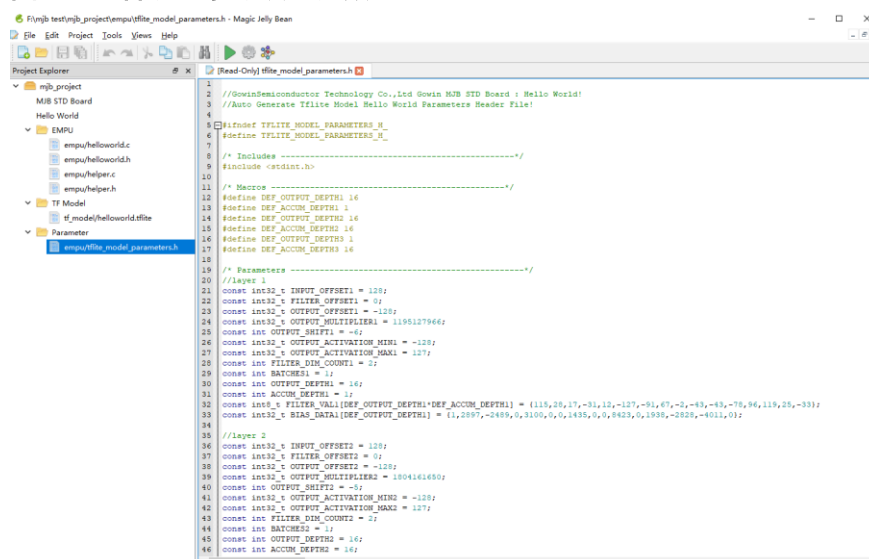 F:\mjb test\mjb_project\empu\tflite_model_parameters.h - Magic Jelly Bean
File Edit Project Tools Views Help
Project Explorer
[Read-Only] tflite_model_parameters.h
mjb_project
MJB STD Board
Hello World
EMPU
empu/helloworld.c
empu/helloworld.h
empu/helper.c
empu/helper.h
TF Model
tf_model/helloworld.tflite
Parameter
empu/tflite_model_parameters.h
1
2 //GowinSemiconductor Technology Co.,Ltd Gowin MJB STD Board : Hello World!
3 //Auto Generate Tflite Model Hello World Parameters Header File!
4
5 #ifndef TFLITE_MODEL_PARAMETERS_H_
6 #define TFLITE_MODEL_PARAMETERS_H_
7
8 /* Includes ------------------------------------------------*/
9 #include <stdint.h>
10
11 /* Macros ------------------------------------------------*/
12 #define DEF_OUTPUT_DEPTH1 16
13 #define DEF_ACCUM_DEPTH1 1
14 #define DEF_OUTPUT_DEPTH2 16
15 #define DEF_ACCUM_DEPTH2 16
16 #define DEF_OUTPUT_DEPTH3 1
17 #define DEF_ACCUM_DEPTH3 16
18
19 /* Parameters ------------------------------------------------*/
20 //layer 1
21 const int32_t INPUT_OFFSET1 = 128;
22 const int32_t FILTER_OFFSET1 = 0;
23 const int32_t OUTPUT_OFFSET1 = -128;
24 const int32_t OUTPUT_MULTIPLIER1 = 1195127966;
25 const int OUTPUT_SHIFT1 = -6;
26 const int32_t OUTPUT_ACTIVATION_MIN1 = -128;
27 const int32_t OUTPUT_ACTIVATION_MAX1 = 127;
28 const int FILTER_DIM_COUNT1 = 2;
29 const int BATCHES1 = 1;
30 const int OUTPUT_DEPTH1 = 16;
31 const int ACCUM_DEPTH1 = 1;
32 const int8_t FILTER_VAL1[DEF_OUTPUT_DEPTH1*DEF_ACCUM_DEPTH1] = {115,28,17,-31,12,-127,-91,67,-2,-43,-43,-78,96,119,25,-33};
33 const int32_t BIAS_DATA1[DEF_OUTPUT_DEPTH1] = {1,2897,-2489,0,3100,0,0,1435,0,0,8423,0,1938,-2828,-4011,0};
34
35 //layer 2
36 const int32_t INPUT_OFFSET2 = 128;
37 const int32_t FILTER_OFFSET2 = 0;
38 const int32_t OUTPUT_OFFSET2 = -128;
39 const int32_t OUTPUT_MULTIPLIER2 = 1804161650;
40 const int OUTPUT_SHIFT2 = -5;
41 const int32_t OUTPUT_ACTIVATION_MIN2 = -128;
42 const int32_t OUTPUT_ACTIVATION_MAX2 = 127;
43 const int FILTER_DIM_COUNT2 = 2;
44 const int BATCHES2 = 1;
45 const int OUTPUT_DEPTH2 = 16;
46 const int ACCUM_DEPTH2 = 16;